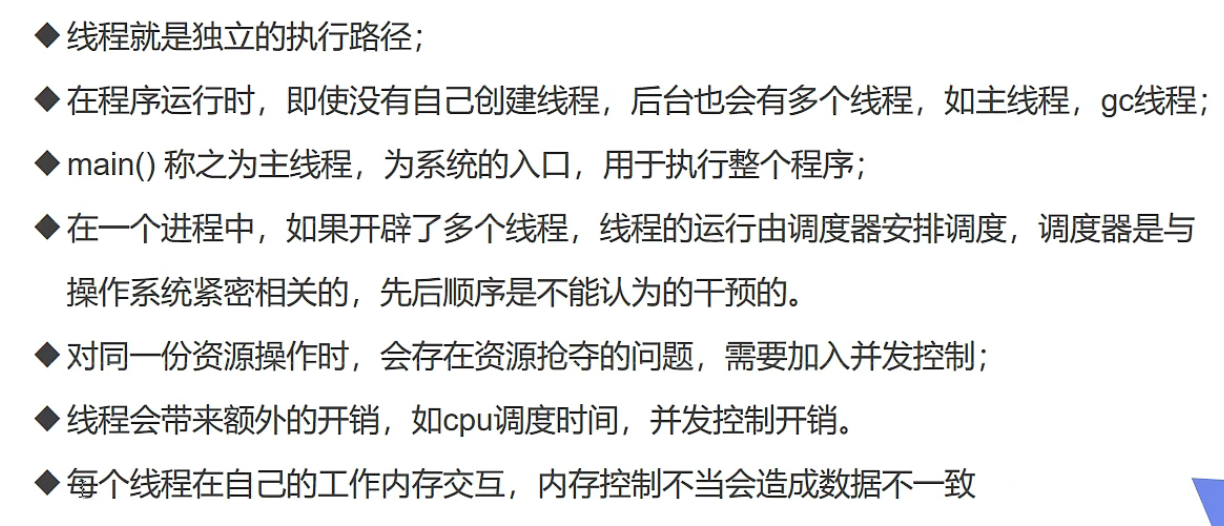 ◆线程就是独立的执行路径;
◆在程序运行时，即使没有自己创建线程，后台也会有多个线程，如主线程，gc线程;
◆main() 称之为主线程，为系统的入口，用于执行整个程序;
◆在一个进程中，如果开辟了多个线程，线程的运行由调度器安排调度，调度器是与
操作系统紧密相关的，先后顺序是不能认为的干预的。
◆对同一份资源操作时，会存在资源抢夺的问题，需要加入并发控制;
◆线程会带来额外的开销，如cpu调度时间，并发控制开销。
◆每个线程在自己的工作内存交互，内存控制不当会造成数据不一致